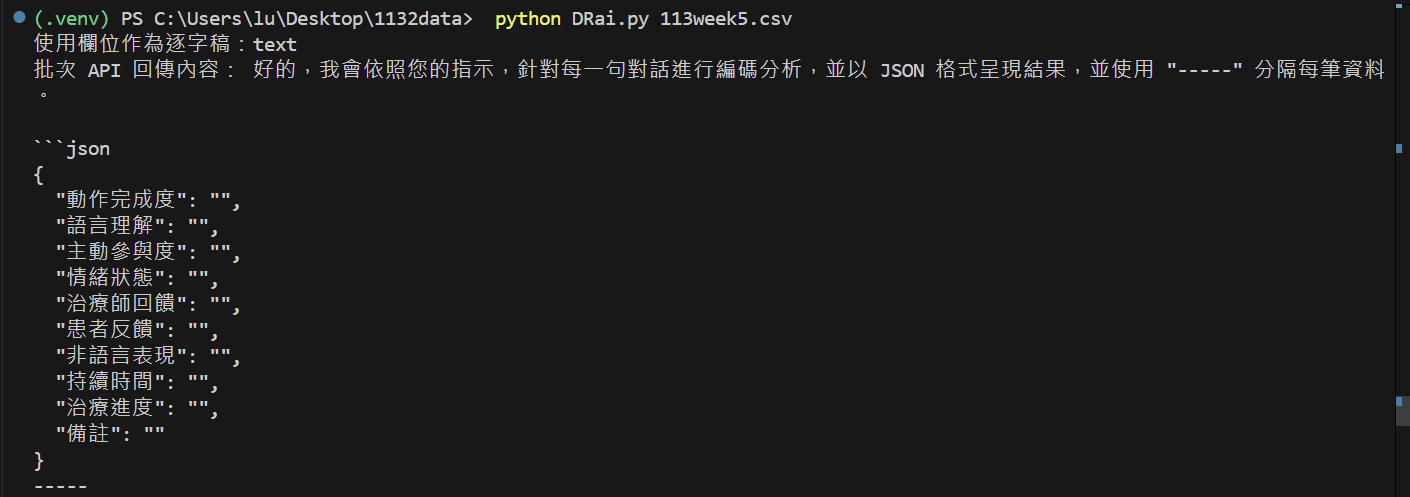 (.venv) PS C:\Users\lu\Desktop\1132data>  python DRai.py 113week5.csv
使用欄位作為逐字稿：text
批次 API 回傳內容： 好的，我會依照您的指示，針對每一句對話進行編碼分析，並以 JSON 格式呈現結果，並使用 "-----" 分隔每筆資料
。
```json
{
  "動作完成度": "",
  "語言理解": "",
  "主動參與度": "",
  "情緒狀態": "",
  "治療師回饋": "",
  "患者反饋": "",
  "非語言表現": "",
  "持續時間": "",
  "治療進度": "",
  "備註": ""
}
-----